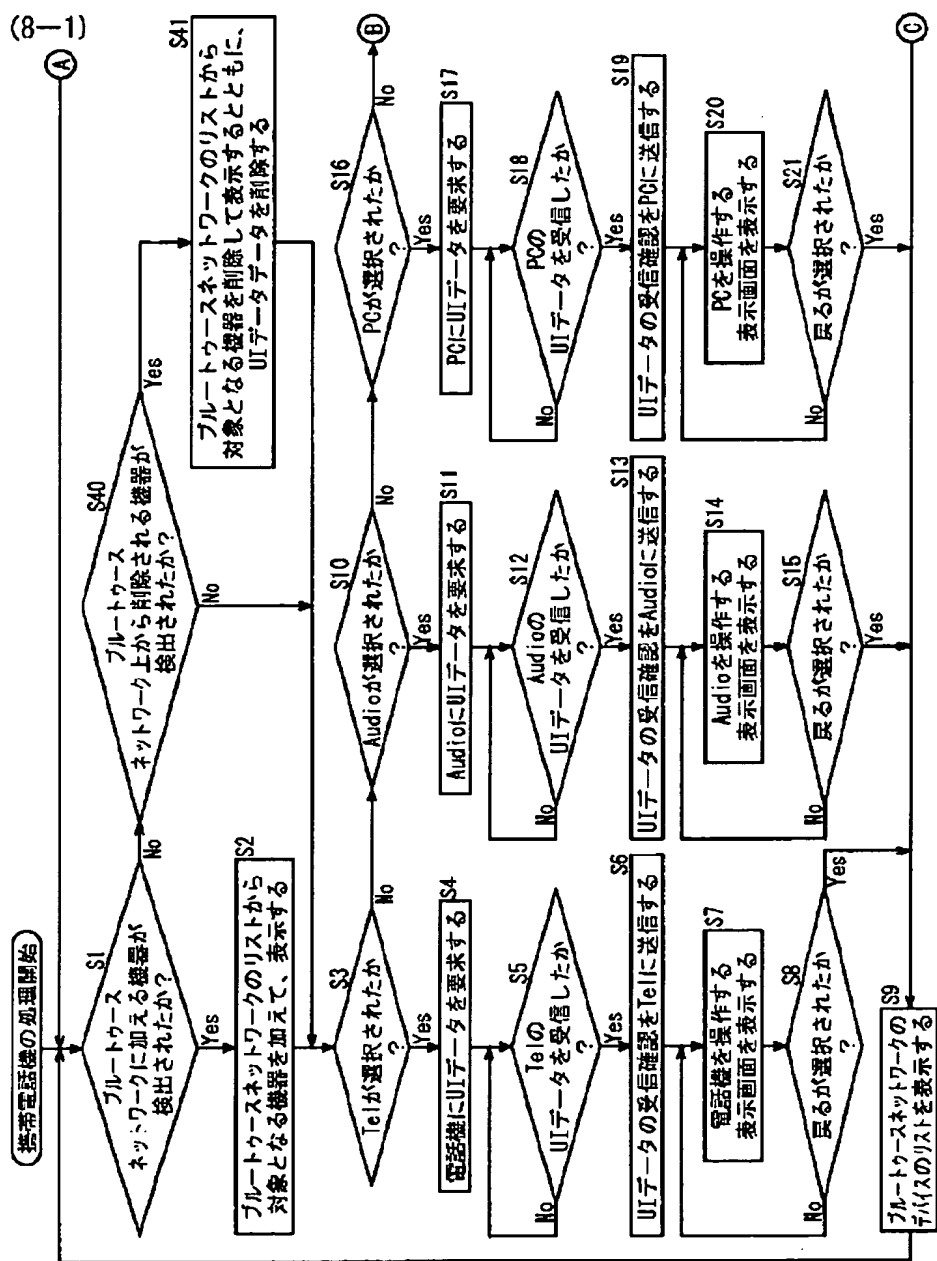 (8—1)
携帯電話機の処理開始
A
S1
ブルートゥース
ネットワークに加える機器が
検出されたか？
No
Yes
S40
ブルートゥース
ネットワーク上から削除される機器が
検出されたか？
Yes
No
S41
ブルートゥースネットワークのリストから
対象となる機器を削除して表示するとともに、
UIデータデータを削除する
S2
ブルートゥースネットワークのリストから
対象となる機器を加えて、表示する
S3
Telが選択されたか
?
No
Yes
S10
Audioが選択されたか
?
No
Yes
S16
PCが選択されたか
?
No
Yes
B
S4
電話機にUIデータを要求する
S11
AudioにUIデータを要求する
S17
PCにUIデータを要求する
S5
Telの
UIデータを受信したか
?
No
Yes
S12
Audioの
UIデータを受信したか
?
No
Yes
S18
PCの
UIデータを受信したか
?
No
Yes
S6
UIデータの受信確認をTelに送信する
S13
UIデータの受信確認をAudioに送信する
S19
UIデータの受信確認をPCに送信する
S7
電話機を操作する
表示画面を表示する
S14
Audioを操作する
表示画面を表示する
S20
PCを操作する
表示画面を表示する
S8
戻るが選択されたか
?
No
Yes
S15
戻るが選択されたか
?
No
Yes
S21
戻るが選択されたか
?
No
Yes
S9
ブルートゥースネットワークの
デバイスのリストを表示する
C